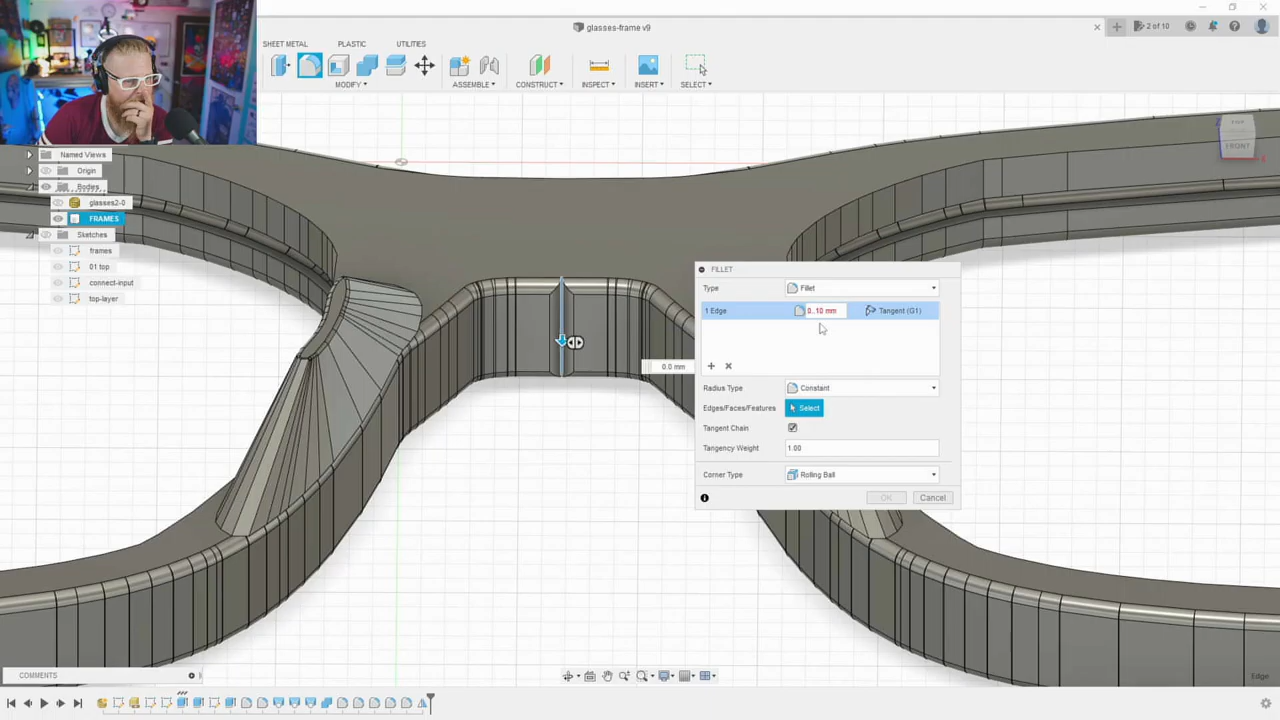 glasses-frame v9
2 of 10
SHEET METAL PLASTIC UTILITIES
MODIFY ASSEMBLE CONSTRUCT INSPECT INSERT SELECT
FRONT
Z
X
Named Views
Origin
Bodies
glasses2-0
FRAMES
Sketches
frames
01 top
connect-input
top-layer
FILLET
Type Fillet
1 Edge 0..10 mm Tangent (G1)
0.0 mm
Radius Type Constant
Edges/Faces/Features Select
Tangent Chain
Tangency Weight 1.00
Corner Type Rolling Ball
OK Cancel
COMMENTS
Edge